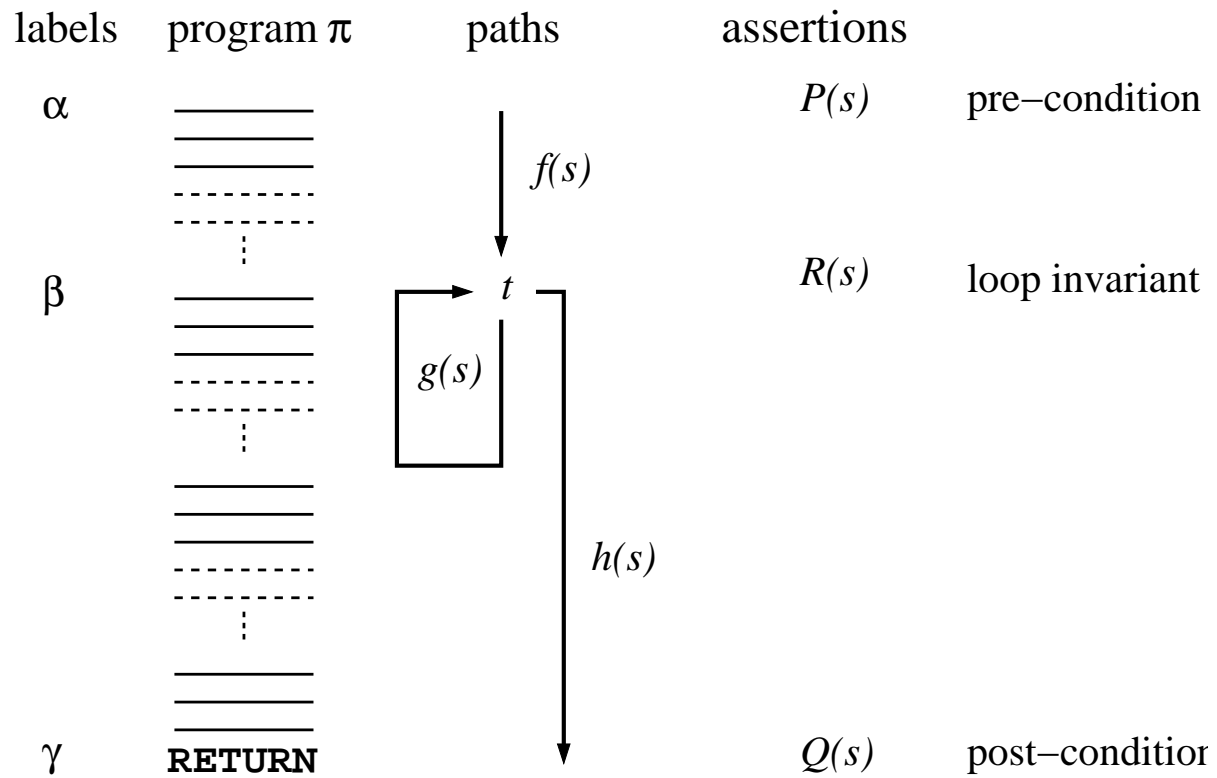 labels program π paths assertions
α P(s) pre−condition
f(s)
β t R(s) loop invariant
g(s)
h(s)
γ RETURN Q(s) post−condition